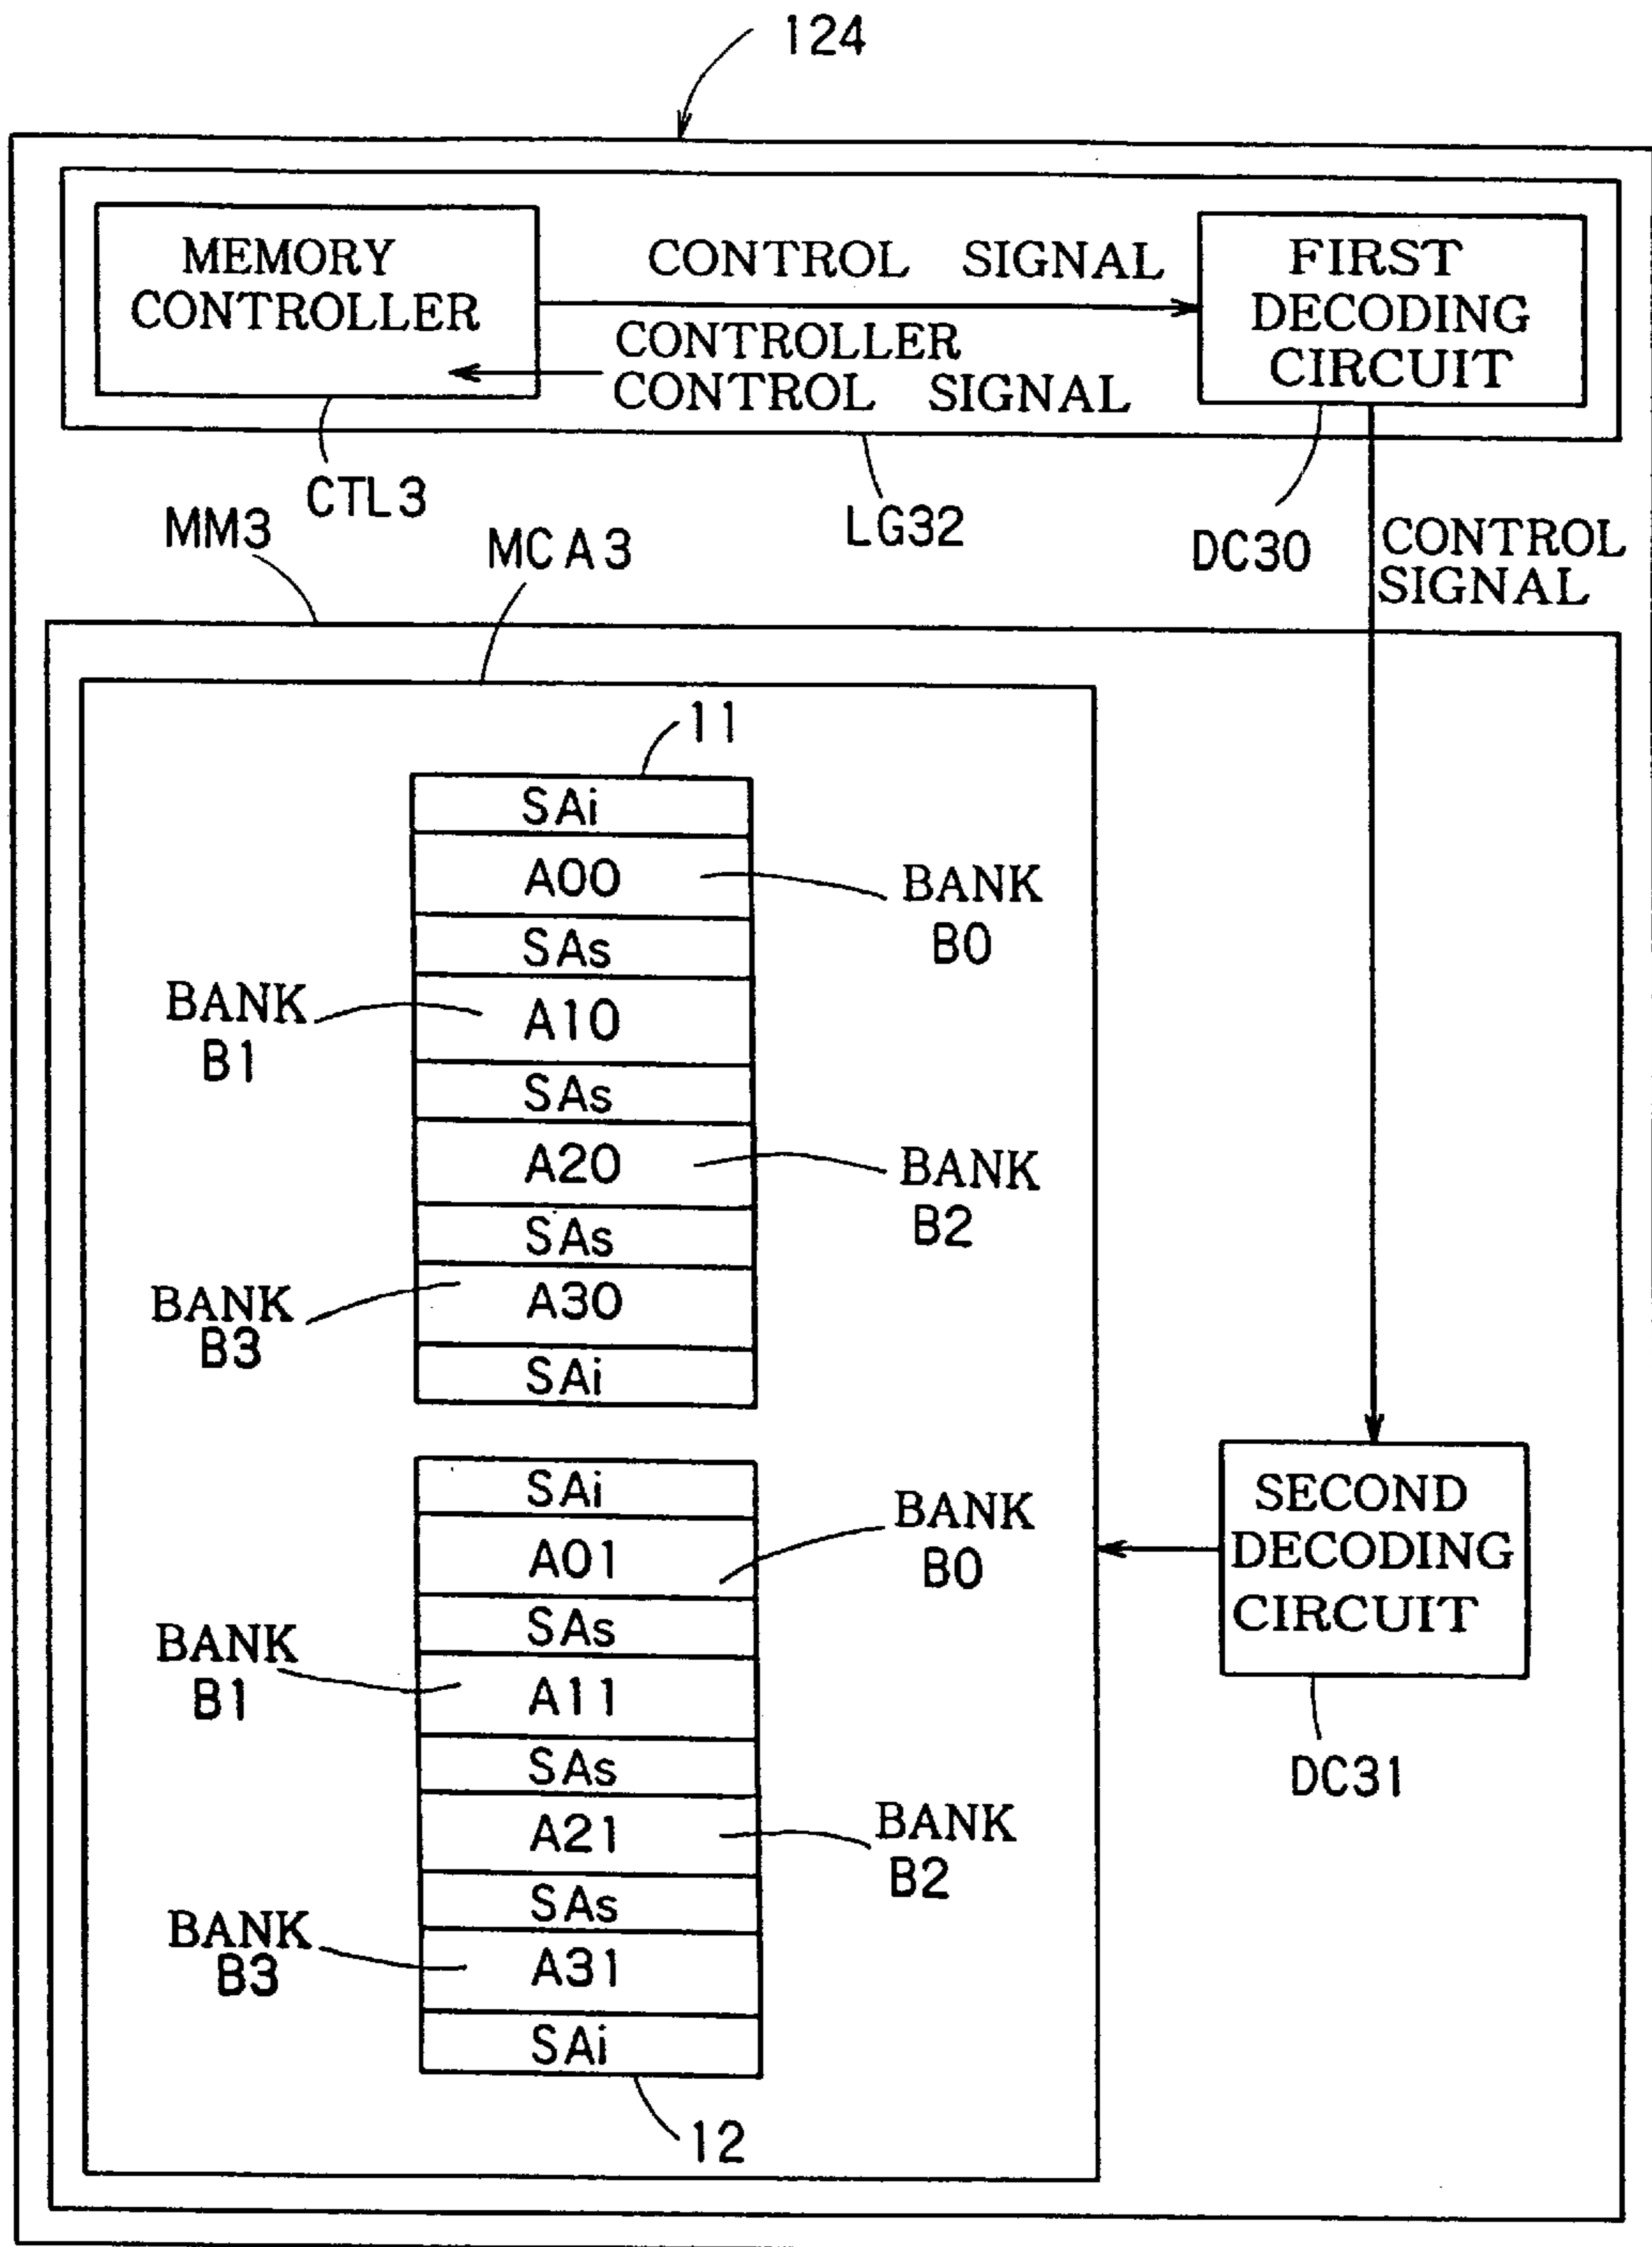 124
MEMORY
CONTROLLER
CONTROL SIGNAL
CONTROLLER
CONTROL SIGNAL
FIRST
DECODING
CIRCUIT
CTL3
LG32
DC30
CONTROL
SIGNAL
MM3
MCA3
11
SAi
A00
BANK
B0
SAs
BANK
B1
A10
SAs
A20
BANK
B2
SAs
BANK
B3
A30
SAi
SAi
A01
BANK
B0
SAs
BANK
B1
A11
SAs
A21
BANK
B2
SAs
BANK
B3
A31
SAi
12
SECOND
DECODING
CIRCUIT
DC31